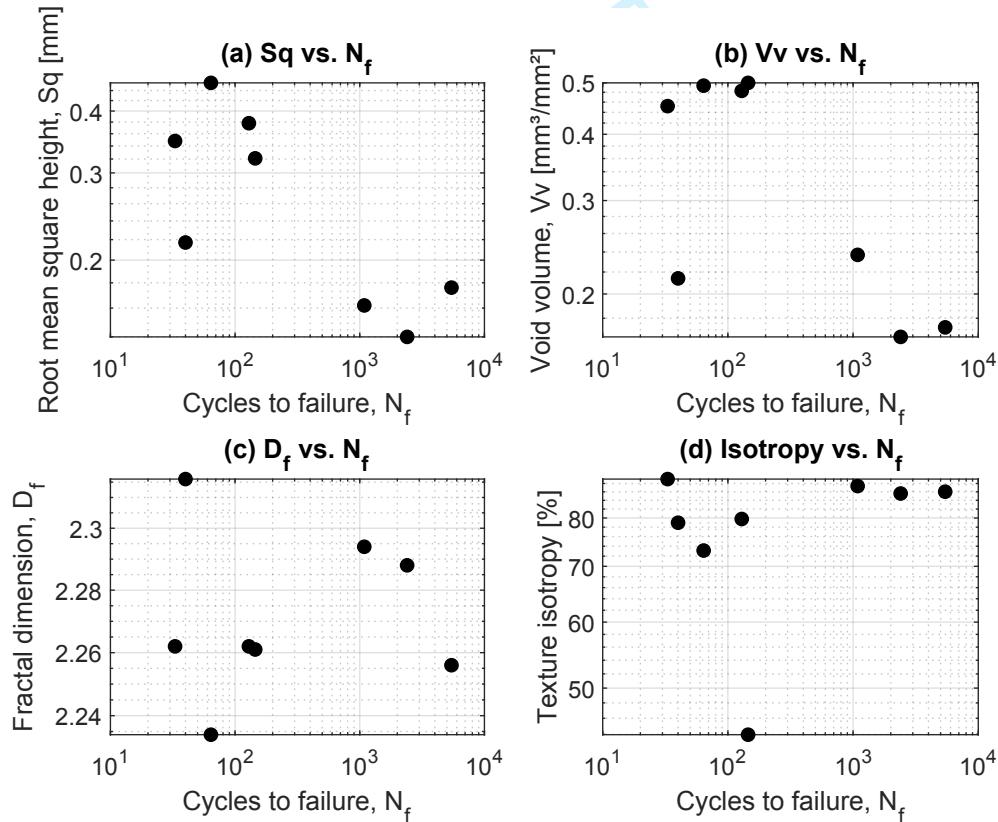 (a) Sq vs. N_f
Root mean square height, Sq [mm]
0.4
0.3
0.2
10^1 10^2 10^3 10^4
Cycles to failure, N_f
(b) Vv vs. N_f
Void volume, Vv [mm³/mm²]
0.5
0.4
0.3
0.2
10^1 10^2 10^3 10^4
Cycles to failure, N_f
(c) D_f vs. N_f
Fractal dimension, D_f
2.3
2.28
2.26
2.24
10^1 10^2 10^3 10^4
Cycles to failure, N_f
(d) Isotropy vs. N_f
Texture isotropy [%]
80
70
60
50
10^1 10^2 10^3 10^4
Cycles to failure, N_f